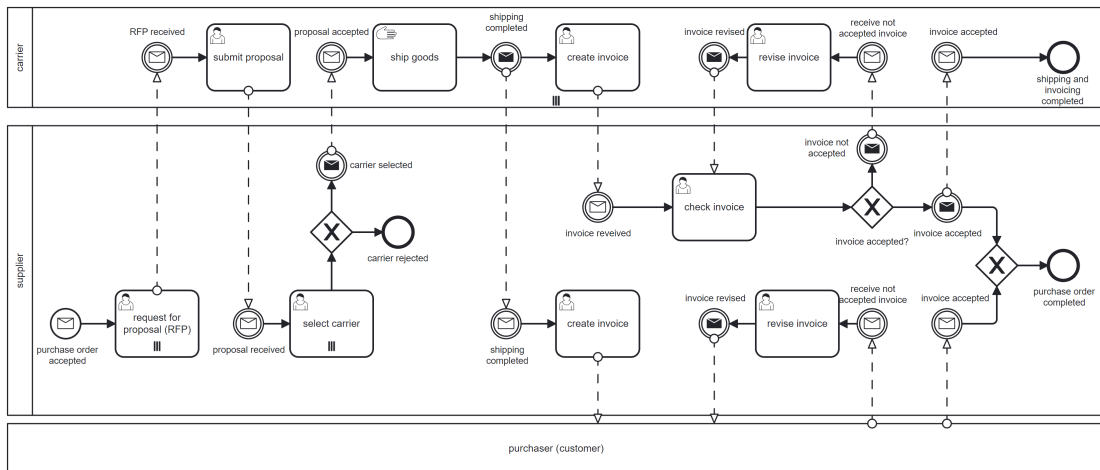 carrier
RFP received
submit proposal
proposal accepted
ship goods
shipping
completed
create invoice
invoice revised
revise invoice
receive not
accepted invoice
invoice accepted
shipping and
invoicing
completed
supplier
carrier selected
carrier rejected
invoice not
accepted
invoice reveived
check invoice
invoice accepted?
invoice accepted
purchase order
completed
purchase order
accepted
request for
proposal (RFP)
proposal received
select carrier
shipping
completed
create invoice
invoice revised
revise invoice
receive not
accepted invoice
invoice accepted
purchaser (customer)